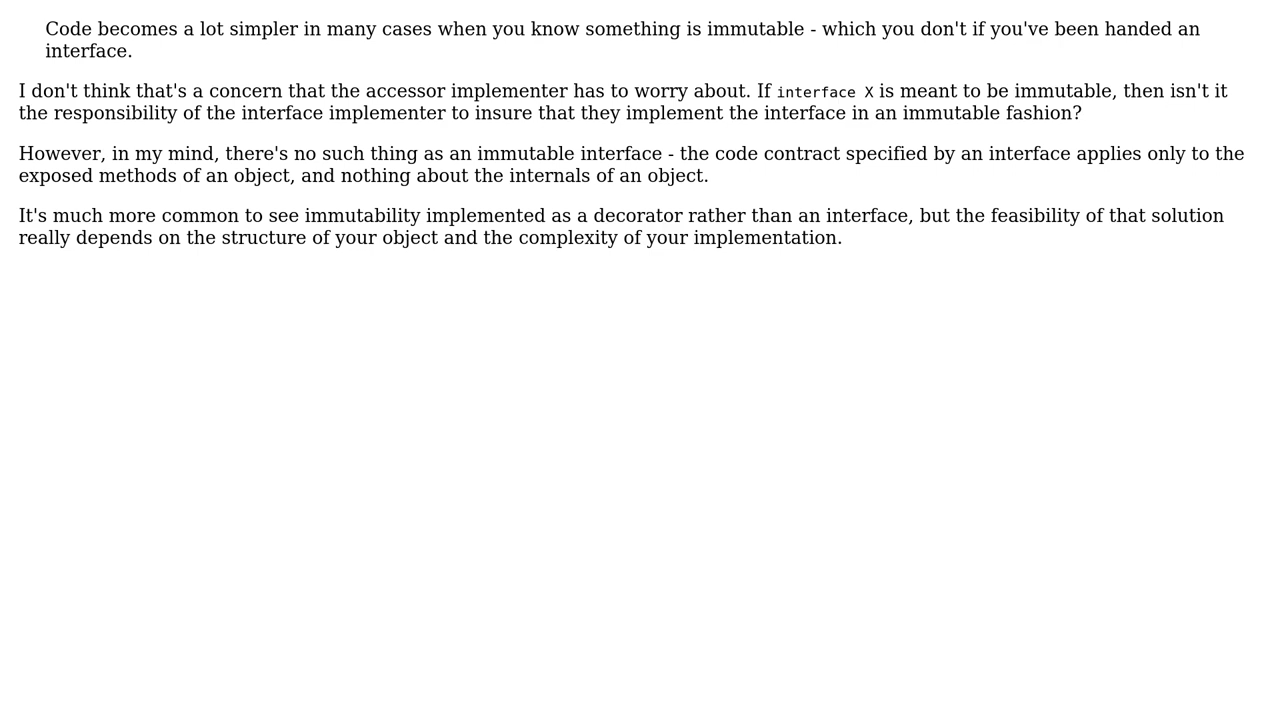 Code becomes a lot simpler in many cases when you know something is immutable - which you don't if you've been handed an
interface.
I don't think that's a concern that the accessor implementer has to worry about. If interface X is meant to be immutable, then isn't it
the responsibility of the interface implementer to insure that they implement the interface in an immutable fashion?
However, in my mind, there's no such thing as an immutable interface - the code contract specified by an interface applies only to the
exposed methods of an object, and nothing about the internals of an object.
It's much more common to see immutability implemented as a decorator rather than an interface, but the feasibility of that solution
really depends on the structure of your object and the complexity of your implementation.